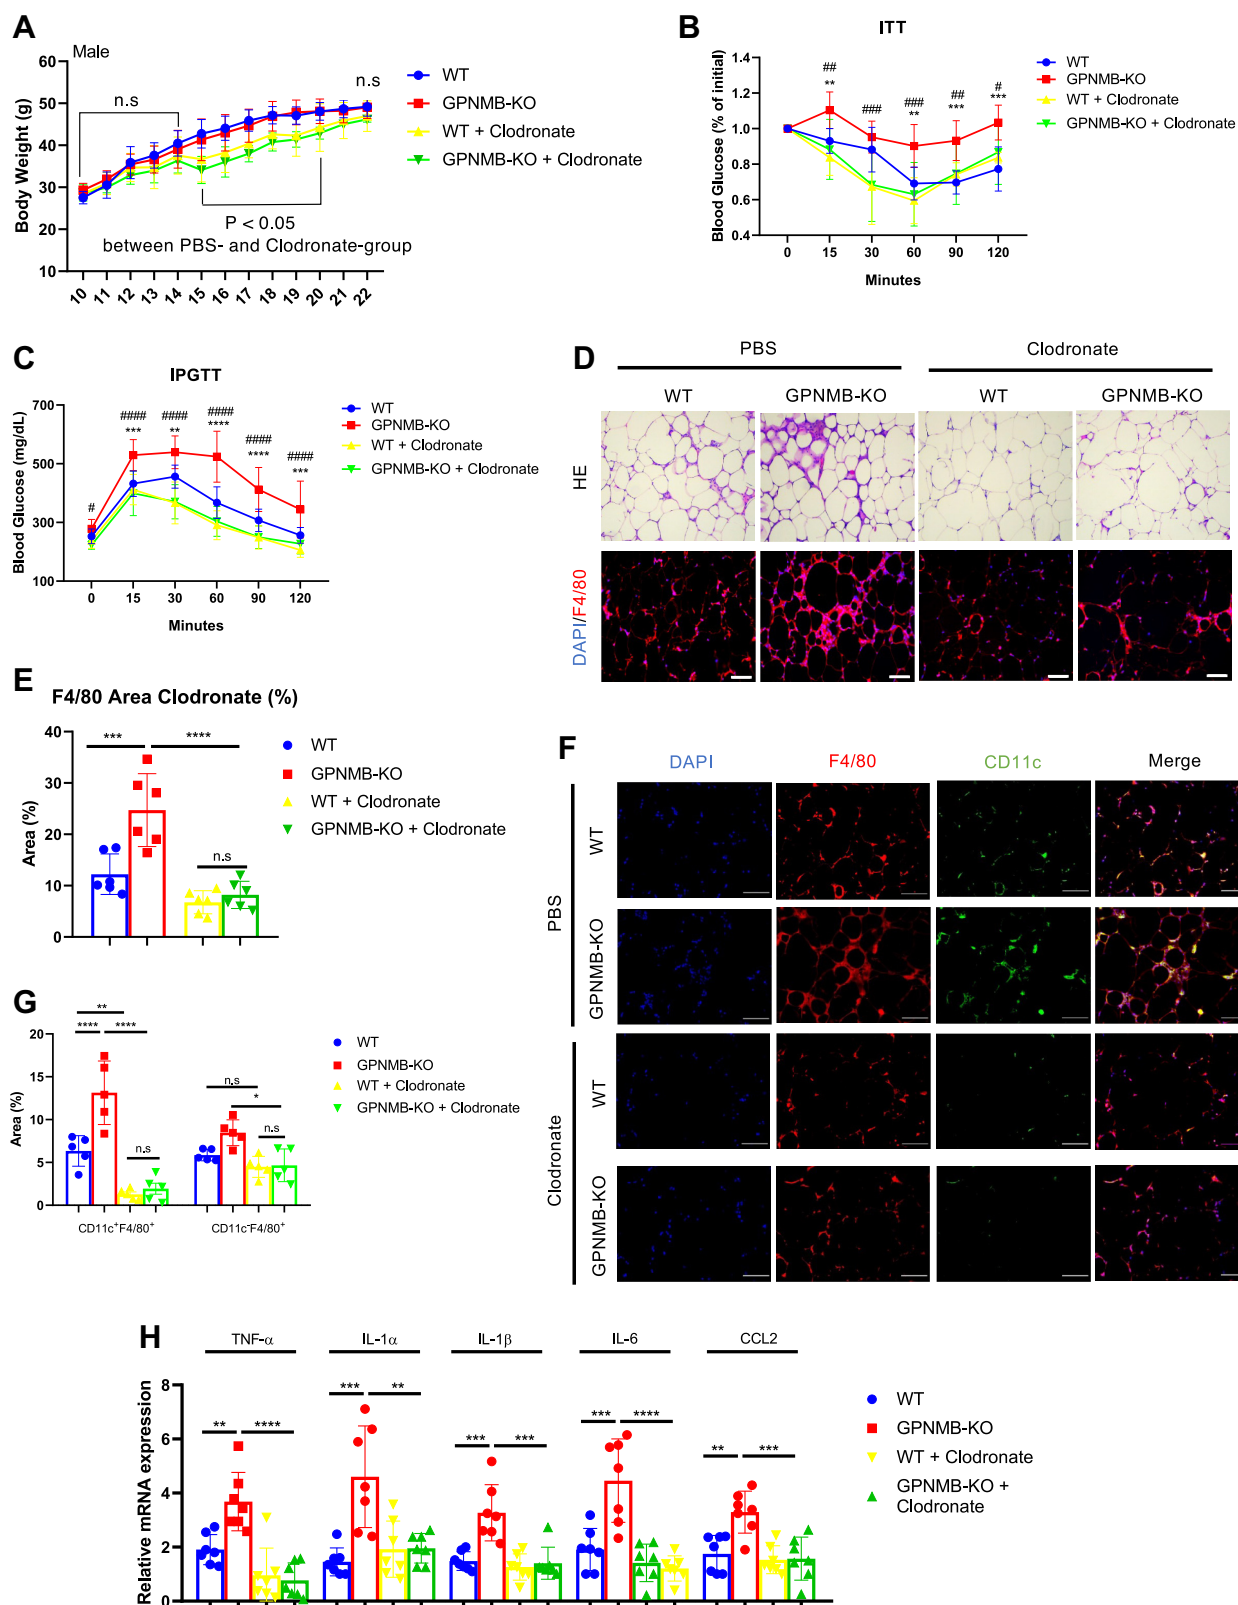 A
Male
Body Weight (g)
60
50
40
30
20
10
n.s
n.s
P < 0.05
between PBS- and Clodronate-group
10
11
12
13
14
15
16
17
18
19
20
21
22
WT
GPNMB-KO
WT + Clodronate
GPNMB-KO + Clodronate
B
ITT
Blood Glucose (% of initial)
1.4
1.2
1.0
0.8
0.6
0.4
##
**
###
###
**
##
***
#
***
0
15
30
60
90
120
Minutes
WT
GPNMB-KO
WT + Clodronate
GPNMB-KO + Clodronate
C
IPGTT
Blood Glucose (mg/dL)
700
500
300
100
#
####
***
####
**
####
****
####
****
####
***
0
15
30
60
90
120
Minutes
WT
GPNMB-KO
WT + Clodronate
GPNMB-KO + Clodronate
D
PBS
Clodronate
WT
GPNMB-KO
WT
GPNMB-KO
HE
DAPI/F4/80
E
F4/80 Area Clodronate (%)
Area (%)
40
30
20
10
0
***
****
n.s
WT
GPNMB-KO
WT + Clodronate
GPNMB-KO + Clodronate
F
DAPI
F4/80
CD11c
Merge
PBS
WT
GPNMB-KO
Clodronate
WT
GPNMB-KO
G
Area (%)
20
15
10
5
0
**
****
****
n.s
n.s
*
n.s
CD11c+F4/80+
CD11c-F4/80+
WT
GPNMB-KO
WT + Clodronate
GPNMB-KO + Clodronate
H
TNF-α
IL-1α
IL-1β
IL-6
CCL2
Relative mRNA expression
8
6
4
2
0
**
****
***
**
***
***
***
****
**
***
WT
GPNMB-KO
WT + Clodronate
GPNMB-KO +
Clodronate